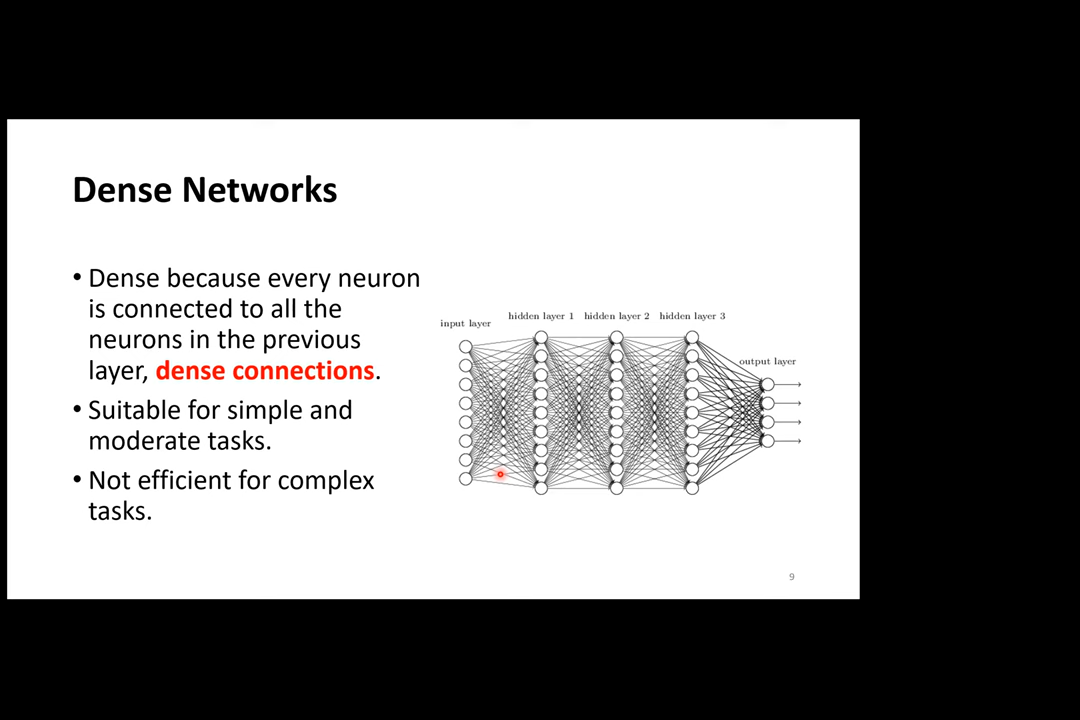 Dense Networks
• Dense because every neuron
is connected to all the
neurons in the previous
layer, dense connections.
• Suitable for simple and
moderate tasks.
• Not efficient for complex
tasks.
input layer
hidden layer 1 hidden layer 2 hidden layer 3
output layer
9